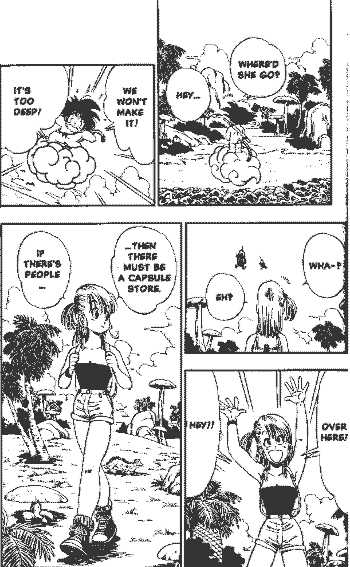 IT'S
TOO
DEEP!
WE
WON'T
MAKE
IT!
HEY...
WHERE'D
SHE GO?
IF
THERE'S
PEOPLE
...
...THEN
THERE
MUST BE
A
CAPSULE
STORE.
EH?
WHA-?
HEY!!
OVER
HERE!